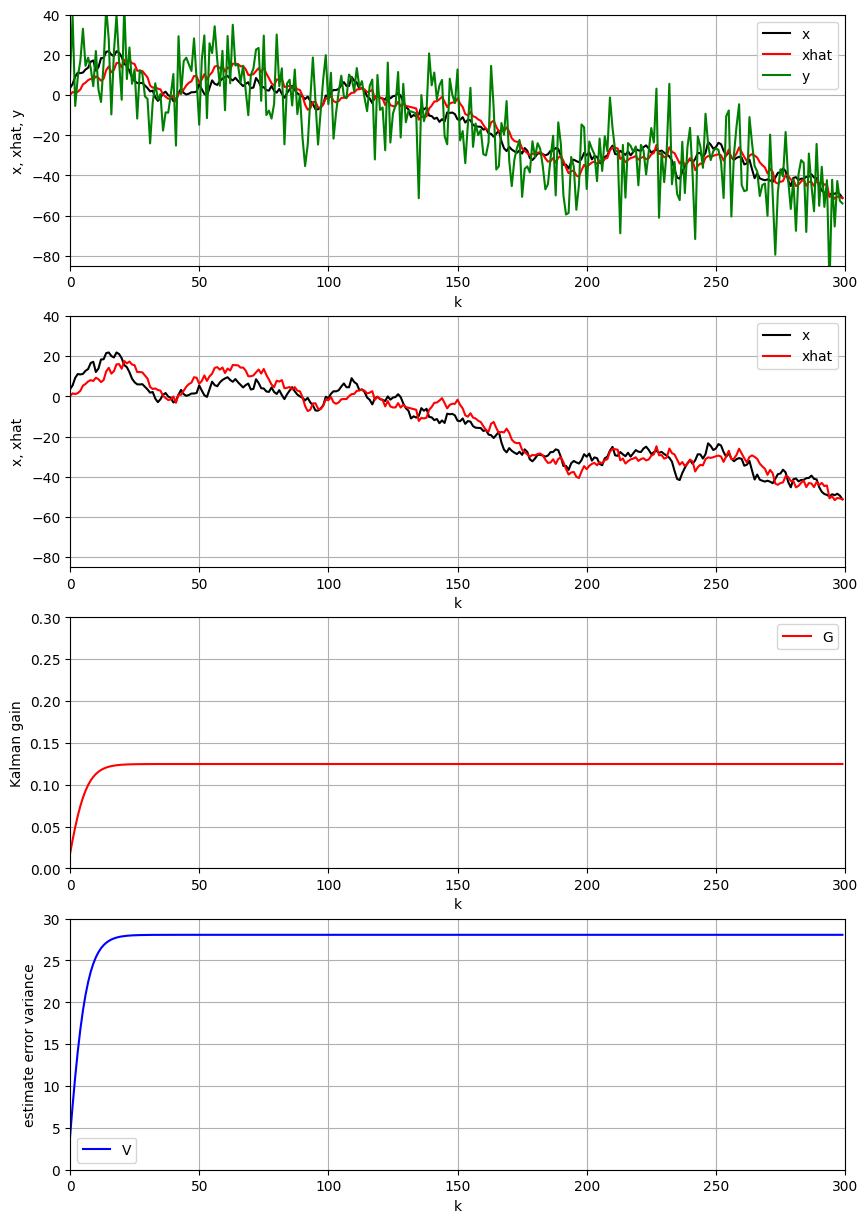 40
20
0
−20
−40
−60
−80
x, xhat, y
x
xhat
y
0 50 100 150 200 250 300
k
40
20
0
−20
−40
−60
−80
x, xhat
x
xhat
0 50 100 150 200 250 300
k
0.30
0.25
0.20
0.15
0.10
0.05
0.00
Kalman gain
G
0 50 100 150 200 250 300
k
30
25
20
15
10
5
0
estimate error variance
V
0 50 100 150 200 250 300
k